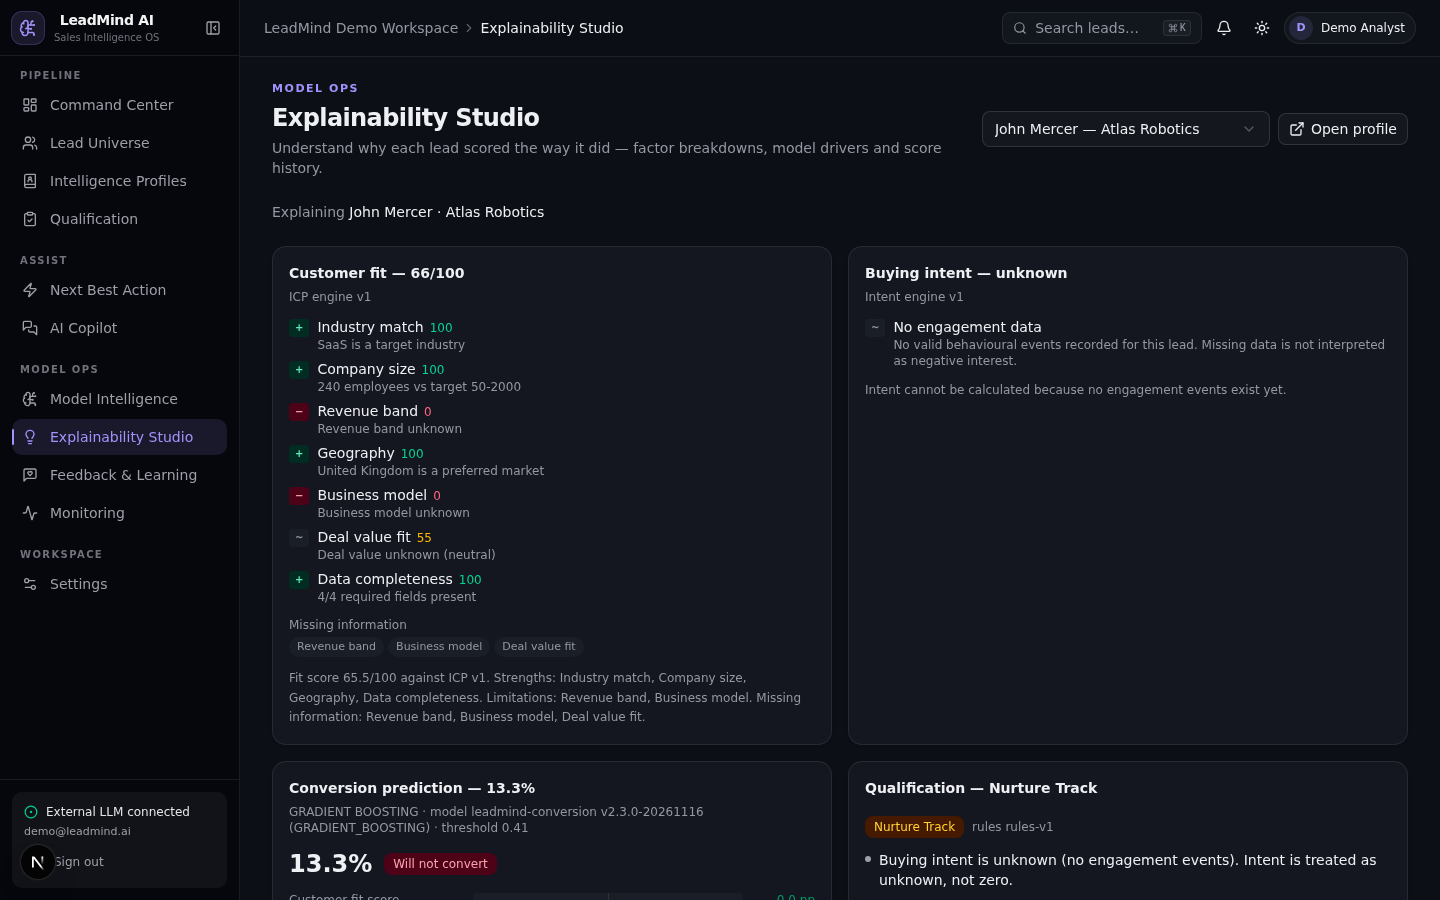 LeadMind AI
Sales Intelligence OS
PIPELINE
Command Center
Lead Universe
Intelligence Profiles
Qualification
ASSIST
Next Best Action
AI Copilot
MODEL OPS
Model Intelligence
Explainability Studio
Feedback & Learning
Monitoring
WORKSPACE
Settings
External LLM connected
demo@leadmind.ai
N
Sign out
LeadMind Demo Workspace > Explainability Studio
Search leads... ⌘K
D Demo Analyst
MODEL OPS
Explainability Studio
Understand why each lead scored the way it did — factor breakdowns, model drivers and score
history.
John Mercer — Atlas Robotics
Open profile
Explaining John Mercer · Atlas Robotics
Customer fit — 66/100
ICP engine v1
+ Industry match 100
SaaS is a target industry
+ Company size 100
240 employees vs target 50-2000
− Revenue band 0
Revenue band unknown
+ Geography 100
United Kingdom is a preferred market
− Business model 0
Business model unknown
~ Deal value fit 55
Deal value unknown (neutral)
+ Data completeness 100
4/4 required fields present
Missing information
Revenue band Business model Deal value fit
Fit score 65.5/100 against ICP v1. Strengths: Industry match, Company size,
Geography, Data completeness. Limitations: Revenue band, Business model. Missing
information: Revenue band, Business model, Deal value fit.
Buying intent — unknown
Intent engine v1
~ No engagement data
No valid behavioural events recorded for this lead. Missing data is not interpreted
as negative interest.
Intent cannot be calculated because no engagement events exist yet.
Conversion prediction — 13.3%
GRADIENT BOOSTING · model leadmind-conversion v2.3.0-20261116
(GRADIENT_BOOSTING) · threshold 0.41
13.3% Will not convert
Customer fit score 0.0 pp
Qualification — Nurture Track
Nurture Track rules rules-v1
Buying intent is unknown (no engagement events). Intent is treated as
unknown, not zero.